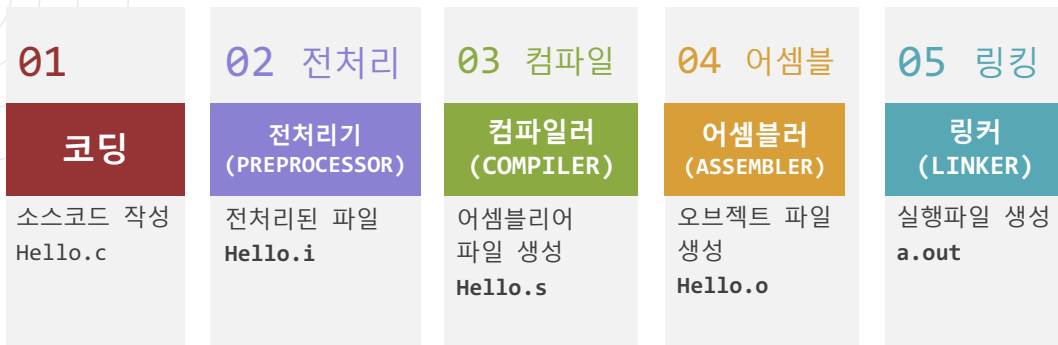 01
코딩
소스코드 작성
Hello.c
02 전처리
전처리기
(PREPROCESSOR)
전처리된 파일
Hello.i
03 컴파일
컴파일러
(COMPILER)
어셈블리어
파일 생성
Hello.s
04 어셈블
어셈블러
(ASSEMBLER)
오브젝트 파일
생성
Hello.o
05 링킹
링커
(LINKER)
실행파일 생성
a.out